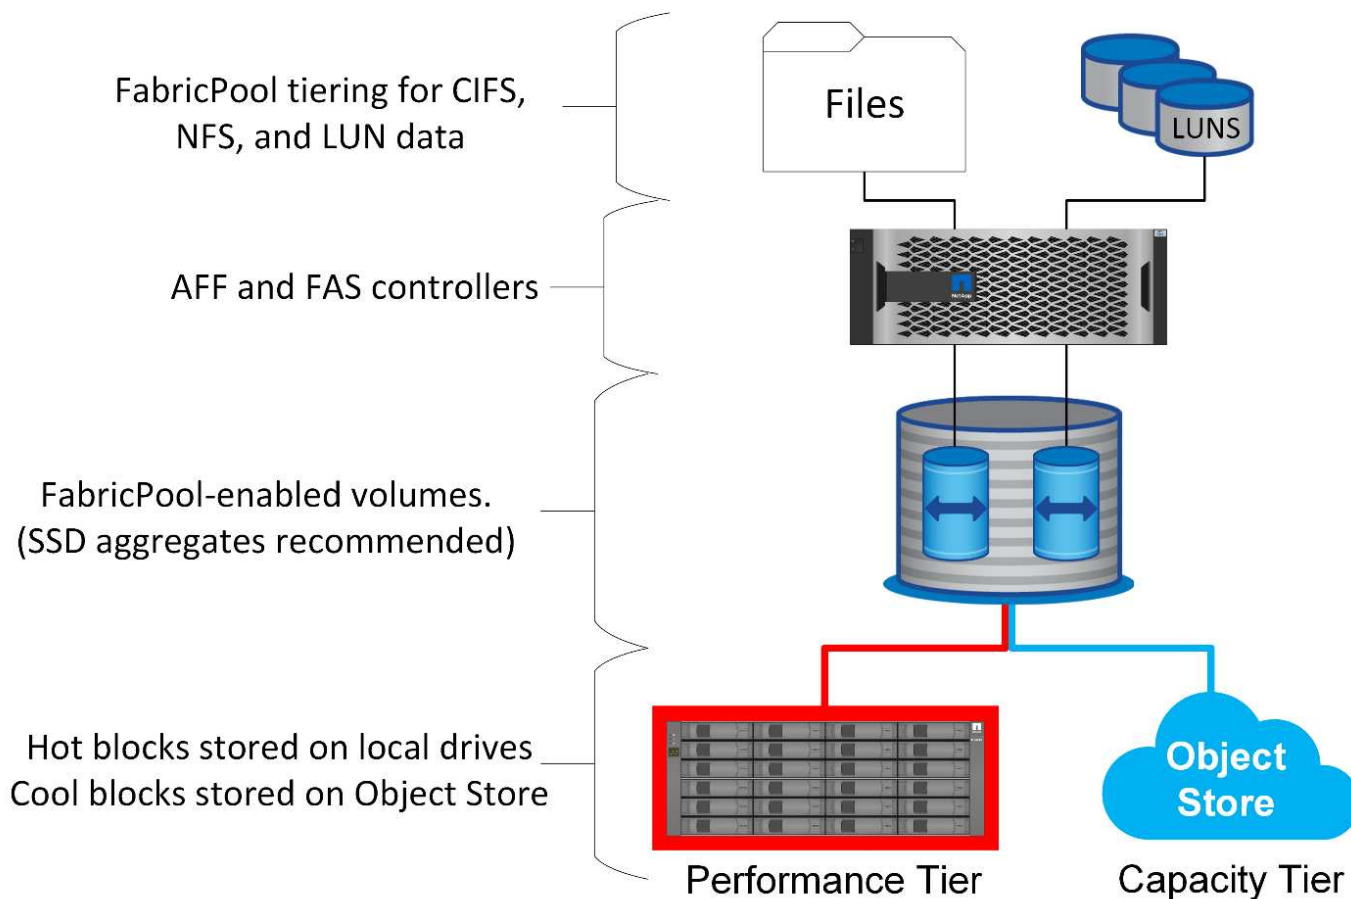 FabricPool tiering for CIFS,
NFS, and LUN data
Files
LUNS
AFF and FAS controllers
NetApp
FabricPool-enabled volumes.
(SSD aggregates recommended)
Hot blocks stored on local drives
Cool blocks stored on Object Store
Object
Store
Performance Tier
Capacity Tier